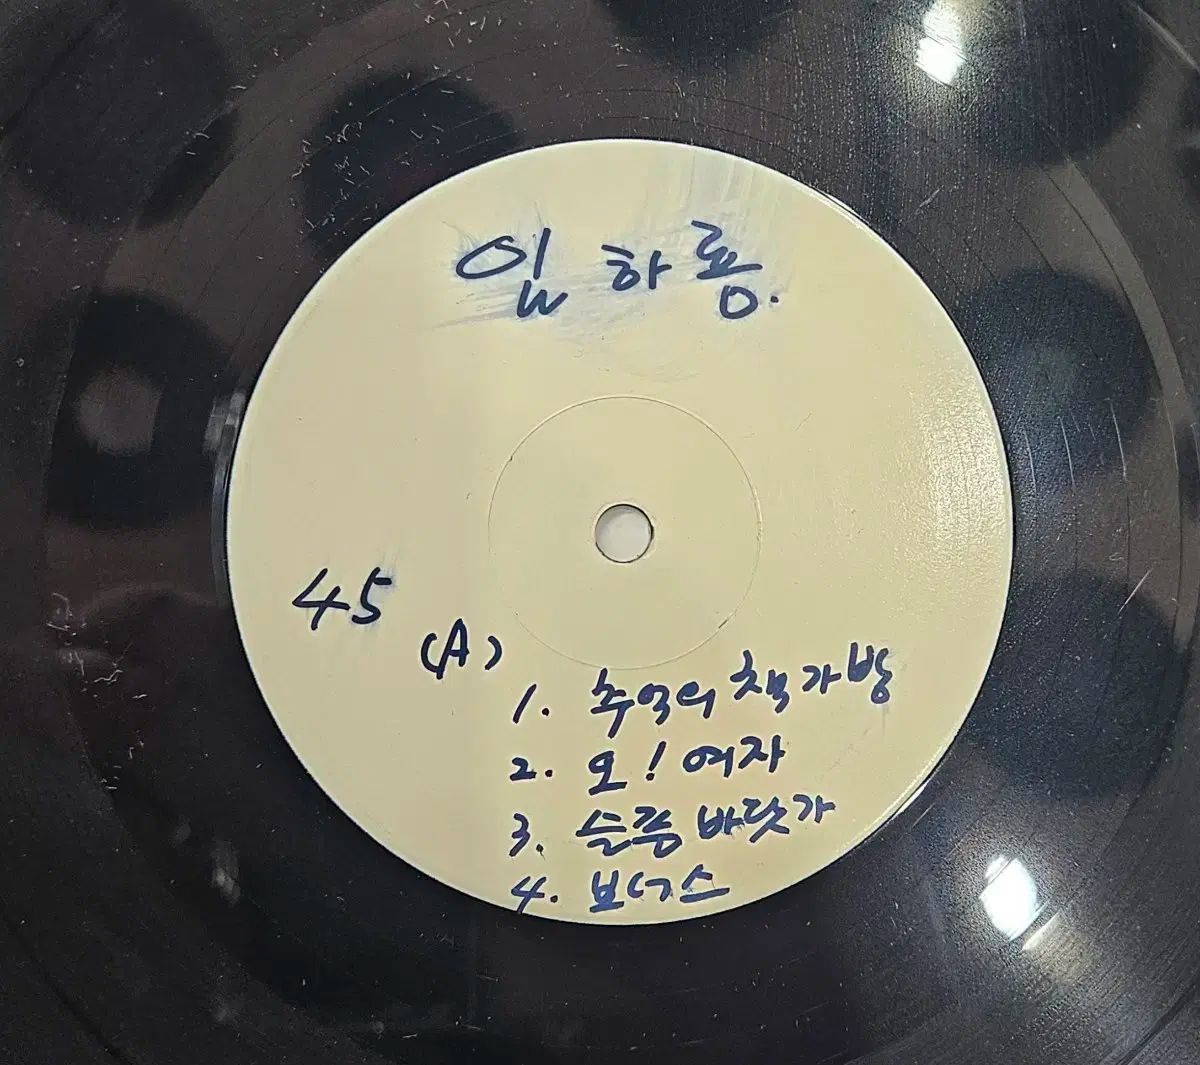 임하룡.
45
(A)
1. 추억의 책가방
2. 오! 여자
3. 슬픔 바닷가
4. 보너스